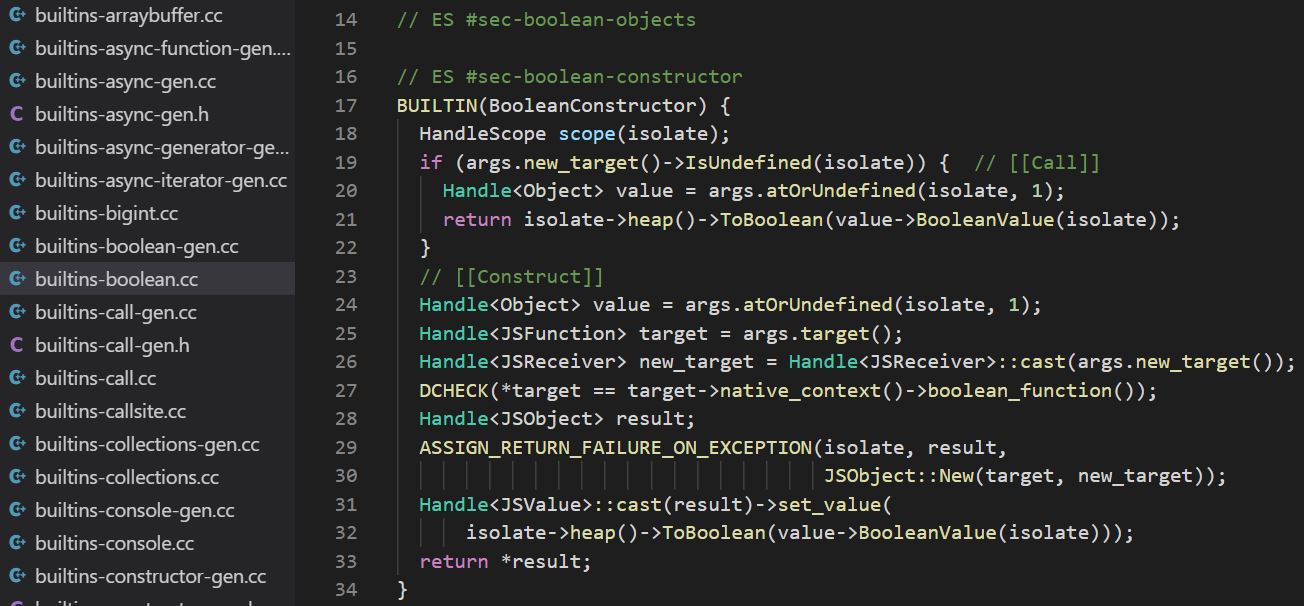 builtins-arraybuffer.cc
builtins-async-function-gen....
builtins-async-gen.cc
builtins-async-gen.h
builtins-async-generator-ge...
builtins-async-iterator-gen.cc
builtins-bigint.cc
builtins-boolean-gen.cc
builtins-boolean.cc
builtins-call-gen.cc
builtins-call-gen.h
builtins-call.cc
builtins-callsite.cc
builtins-collections-gen.cc
builtins-collections.cc
builtins-console-gen.cc
builtins-console.cc
builtins-constructor-gen.cc
14 // ES #sec-boolean-objects
15
16 // ES #sec-boolean-constructor
17 BUILTIN(BooleanConstructor) {
18   HandleScope scope(isolate);
19   if (args.new_target()->IsUndefined(isolate)) {  // [[Call]]
20     Handle<Object> value = args.atOrUndefined(isolate, 1);
21     return isolate->heap()->ToBoolean(value->BooleanValue(isolate));
22   }
23   // [[Construct]]
24   Handle<Object> value = args.atOrUndefined(isolate, 1);
25   Handle<JSFunction> target = args.target();
26   Handle<JSReceiver> new_target = Handle<JSReceiver>::cast(args.new_target());
27   DCHECK(*target == target->native_context()->boolean_function());
28   Handle<JSObject> result;
29   ASSIGN_RETURN_FAILURE_ON_EXCEPTION(isolate, result,
30                                      JSObject::New(target, new_target));
31   Handle<JSValue>::cast(result)->set_value(
32       isolate->heap()->ToBoolean(value->BooleanValue(isolate)));
33   return *result;
34 }